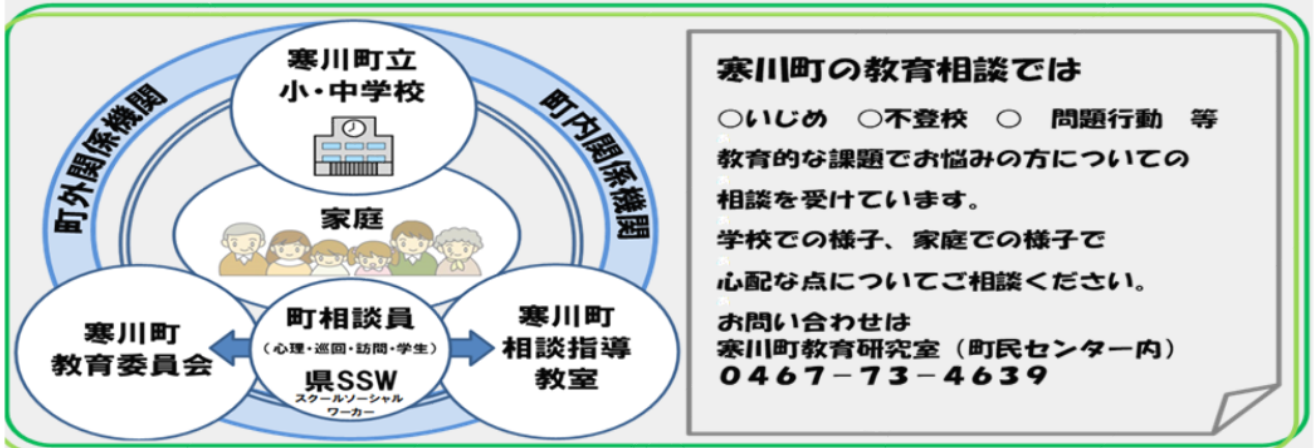 寒川町立
小・中学校
町外関係機関
町内関係機関
家庭
寒川町
教育委員会
町相談員
（心理・巡回・訪問・学生）
県SSW
スクールソーシャル
ワーカー
寒川町
相談指導
教室
寒川町の教育相談では
○いじめ　○不登校　○　問題行動　等
教育的な課題でお悩みの方についての
相談を受けています。
学校での様子、家庭での様子で
心配な点についてご相談ください。
お問い合わせは
寒川町教育研究室（町民センター内）
０４６７－７３－４６３９